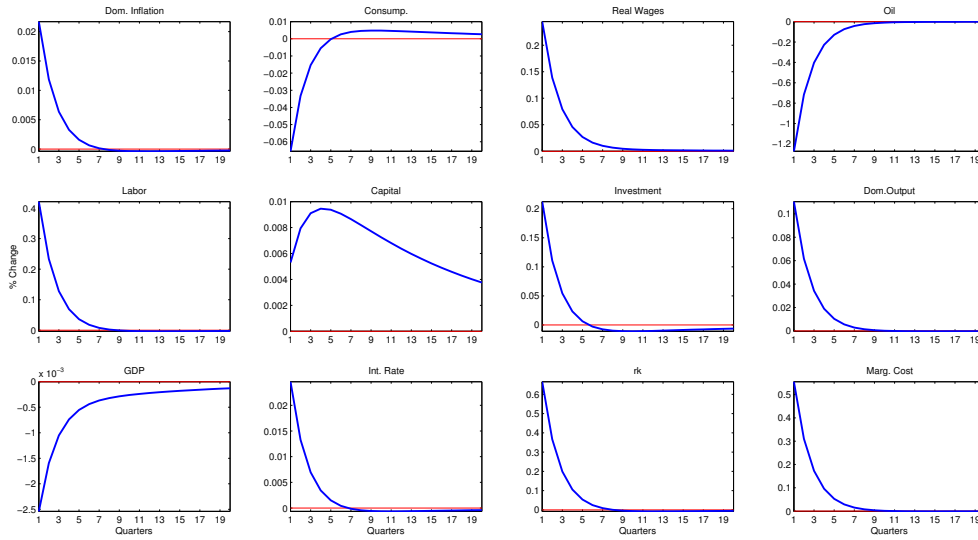 Dom. Inflation
0.02
0.015
0.01
0.005
0
1 3 5 7 9 11 13 15 17 19
Consump.
0.01
0
−0.01
−0.02
−0.03
−0.04
−0.05
−0.06
1 3 5 7 9 11 13 15 17 19
Real Wages
0.2
0.15
0.1
0.05
0
1 3 5 7 9 11 13 15 17 19
Oil
0
−0.2
−0.4
−0.6
−0.8
−1
−1.2
1 3 5 7 9 11 13 15 17 19
Labor
% Change
0.4
0.3
0.2
0.1
0
1 3 5 7 9 11 13 15 17 19
Capital
0.01
0.008
0.006
0.004
0.002
0
1 3 5 7 9 11 13 15 17 19
Investment
0.2
0.15
0.1
0.05
0
1 3 5 7 9 11 13 15 17 19
Dom.Output
0.1
0.08
0.06
0.04
0.02
0
1 3 5 7 9 11 13 15 17 19
GDP
x 10⁻³
0
−0.5
−1
−1.5
−2
−2.5
1 3 5 7 9 11 13 15 17 19
Quarters
Int. Rate
0.02
0.015
0.01
0.005
0
1 3 5 7 9 11 13 15 17 19
Quarters
rk
0.6
0.5
0.4
0.3
0.2
0.1
0
1 3 5 7 9 11 13 15 17 19
Quarters
Marg. Cost
0.5
0.4
0.3
0.2
0.1
0
1 3 5 7 9 11 13 15 17 19
Quarters